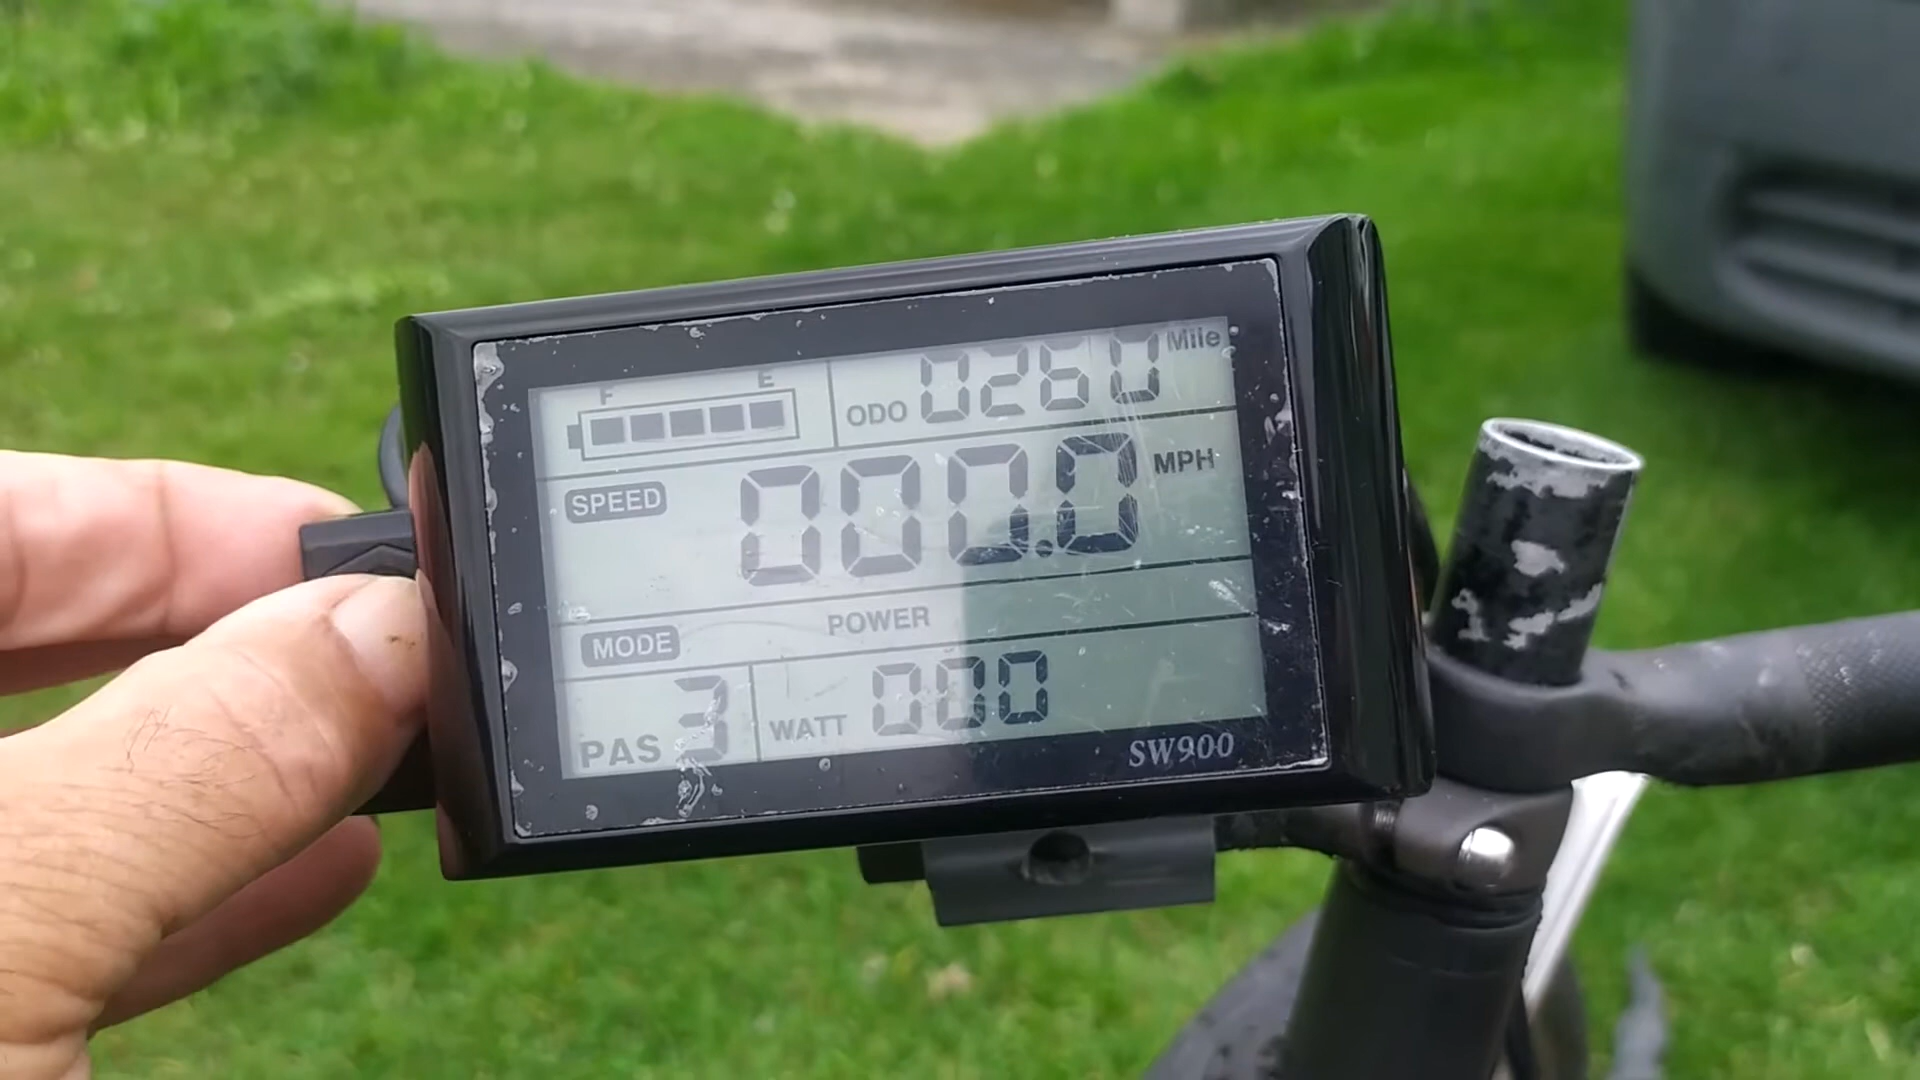 F E
ODO 0260 Mile
SPEED 000.0 MPH
MODE POWER
PAS 3 WATT 000
SW900